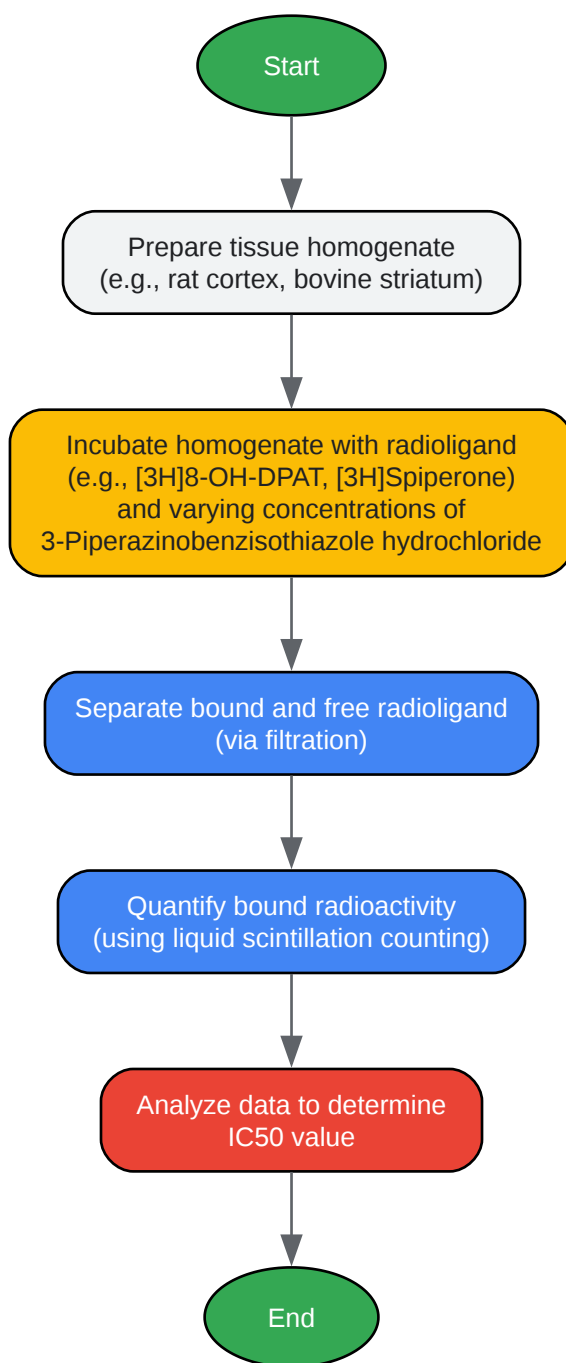 Start
Prepare tissue homogenate
(e.g., rat cortex, bovine striatum)
Incubate homogenate with radioligand
(e.g., [3H]8-OH-DPAT, [3H]Spiperone)
and varying concentrations of
3-Piperazinobenzisothiazole hydrochloride
Separate bound and free radioligand
(via filtration)
Quantify bound radioactivity
(using liquid scintillation counting)
Analyze data to determine
IC50 value
End